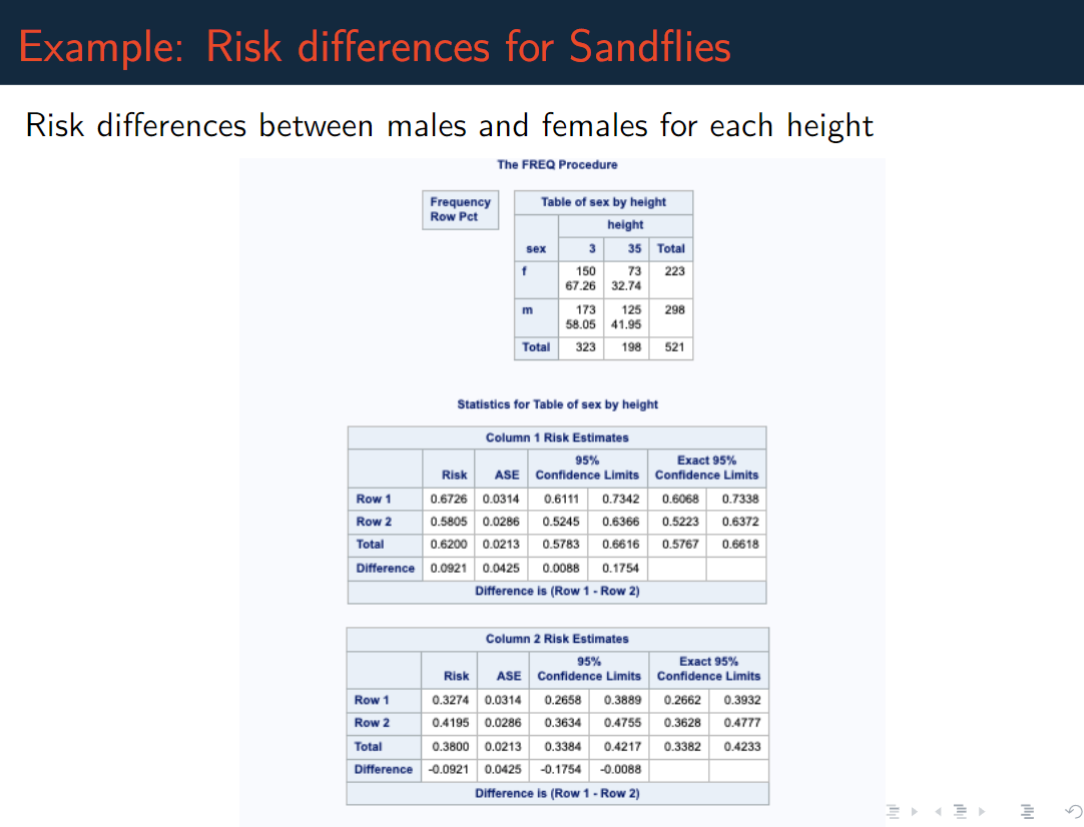 Example: Risk differences for Sandflies
Risk differences between males and females for each height
The FREQ Procedure
Frequency
Row Pct
Table of sex by height
height
sex 3 35 Total
f 150 73 223
67.26 32.74
m 173 125 298
58.05 41.95
Total 323 198 521
Statistics for Table of sex by height
Column 1 Risk Estimates
95% Exact 95%
Risk ASE Confidence Limits Confidence Limits
Row 1 0.6726 0.0314 0.6111 0.7342 0.6068 0.7338
Row 2 0.5805 0.0286 0.5245 0.6366 0.5223 0.6372
Total 0.6200 0.0213 0.5783 0.6616 0.5767 0.6618
Difference 0.0921 0.0425 0.0088 0.1754
Difference is (Row 1 - Row 2)
Column 2 Risk Estimates
95% Exact 95%
Risk ASE Confidence Limits Confidence Limits
Row 1 0.3274 0.0314 0.2658 0.3889 0.2662 0.3932
Row 2 0.4195 0.0286 0.3634 0.4755 0.3628 0.4777
Total 0.3800 0.0213 0.3384 0.4217 0.3382 0.4233
Difference -0.0921 0.0425 -0.1754 -0.0088
Difference is (Row 1 - Row 2)